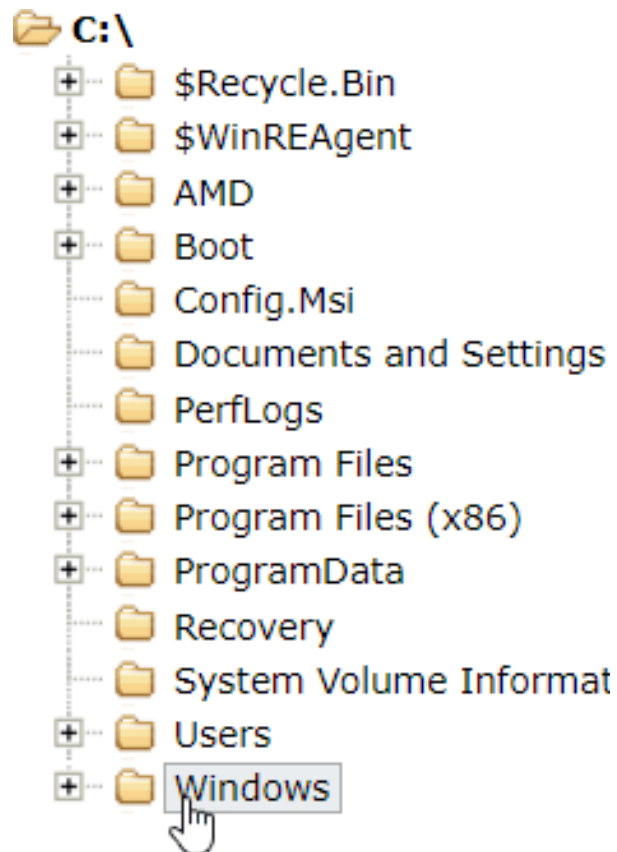 C:\
$Recycle.Bin
$WinREAgent
AMD
Boot
Config.Msi
Documents and Settings
PerfLogs
Program Files
Program Files (x86)
ProgramData
Recovery
System Volume Informat
Users
Windows